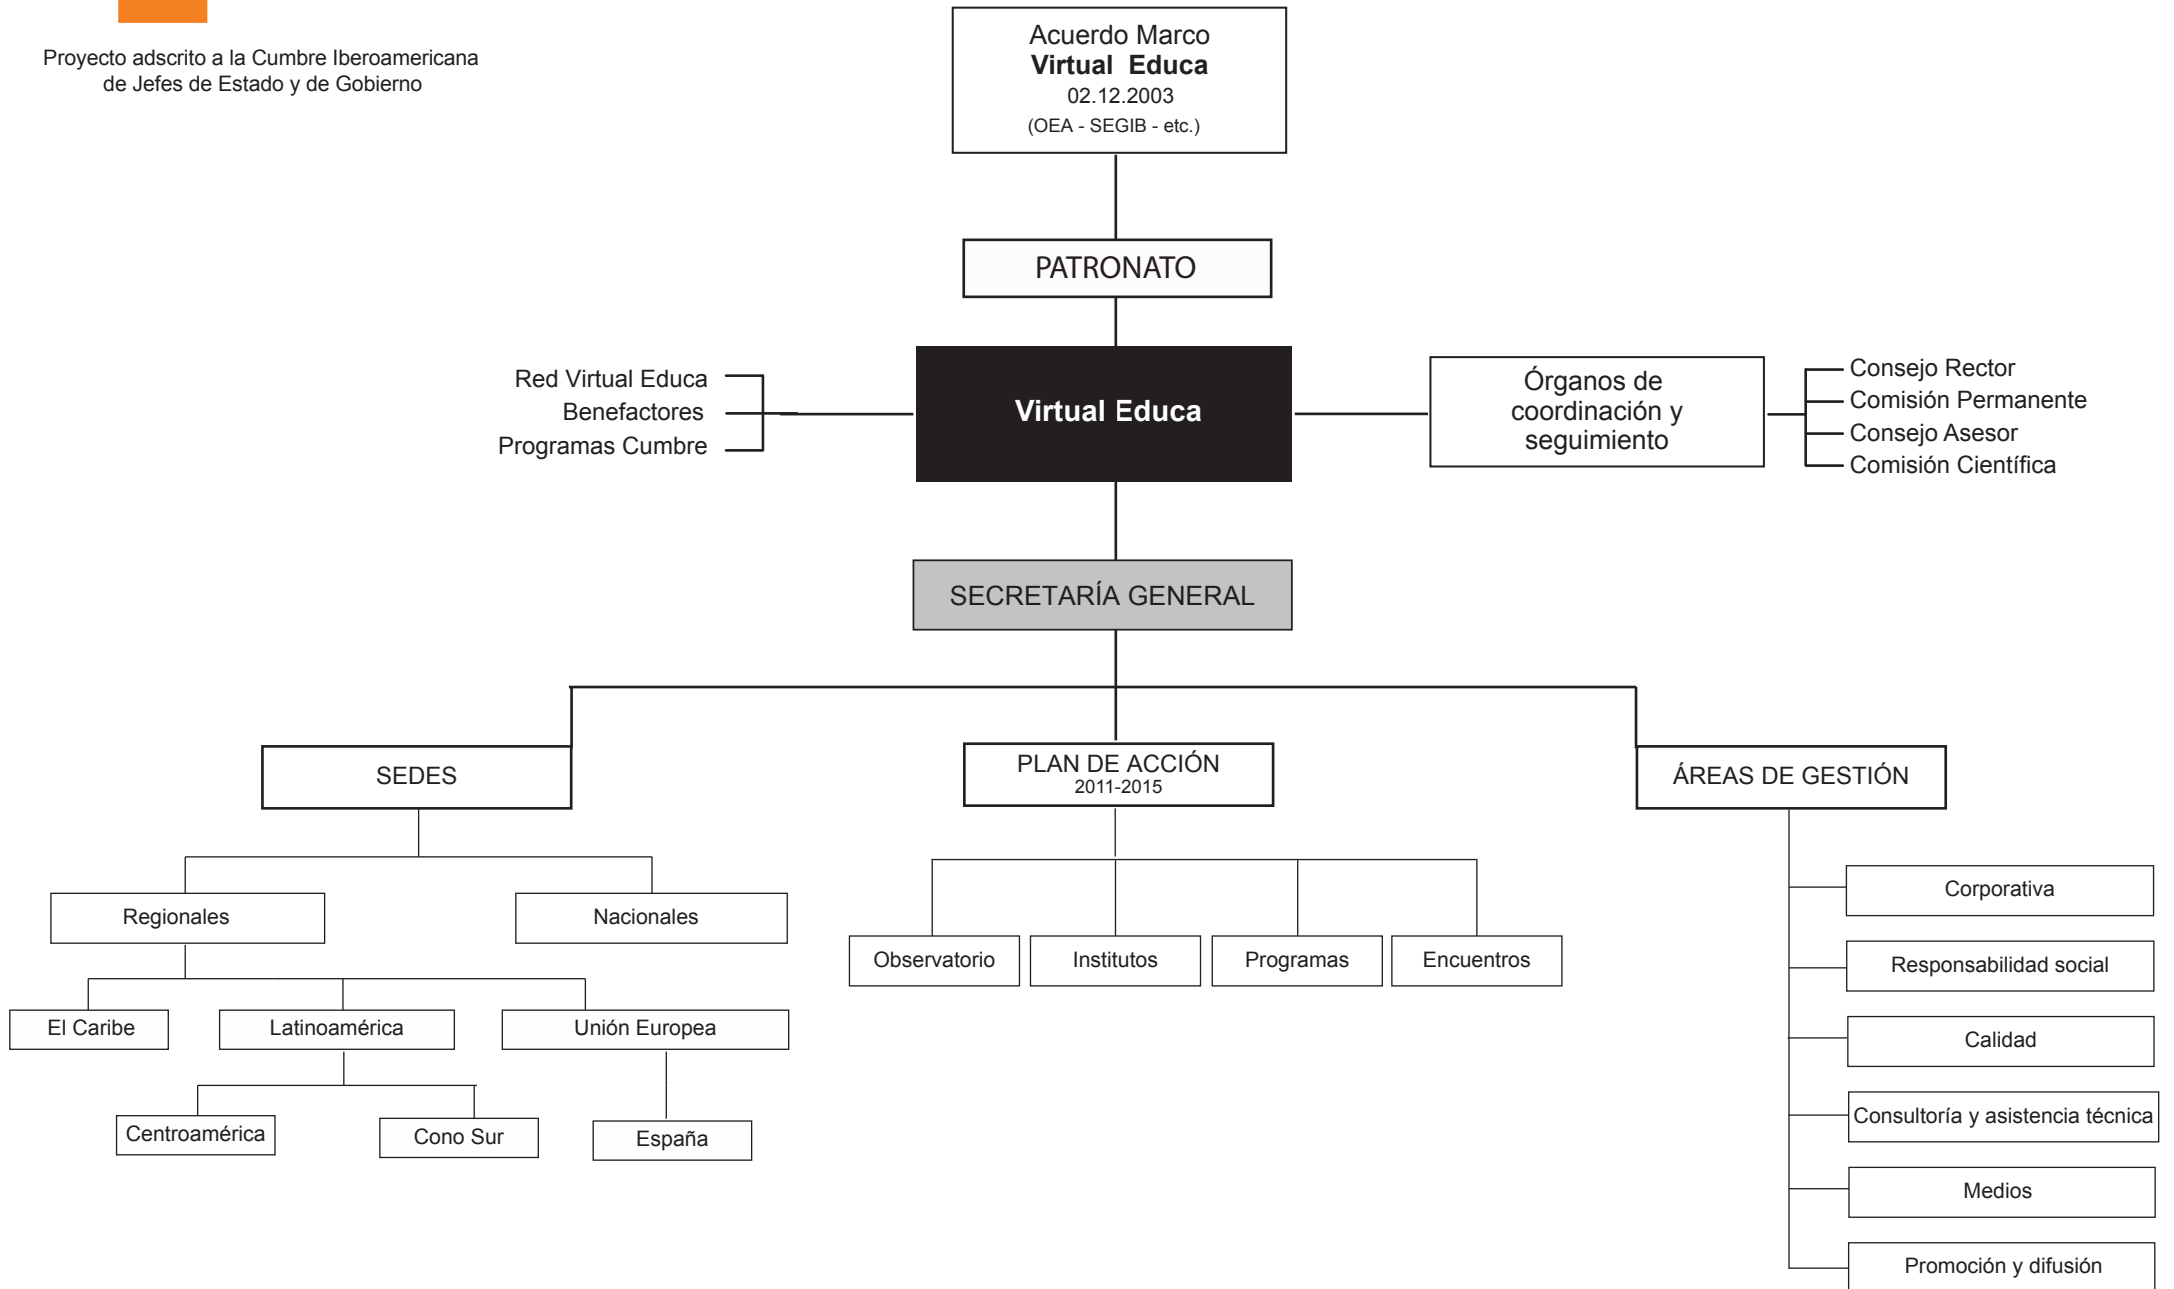 Proyecto adscrito a la Cumbre Iberoamericana
de Jefes de Estado y de Gobierno
Acuerdo Marco
Virtual Educa
02.12.2003
(OEA - SEGIB - etc.)
PATRONATO
Red Virtual Educa
Benefactores
Programas Cumbre
Virtual Educa
Órganos de
coordinación y
seguimiento
Consejo Rector
Comisión Permanente
Consejo Asesor
Comisión Científica
SECRETARÍA GENERAL
SEDES
PLAN DE ACCIÓN
2011-2015
ÁREAS DE GESTIÓN
Regionales
Nacionales
El Caribe
Latinoamérica
Unión Europea
Centroamérica
Cono Sur
España
Observatorio
Institutos
Programas
Encuentros
Corporativa
Responsabilidad social
Calidad
Consultoría y asistencia técnica
Medios
Promoción y difusión